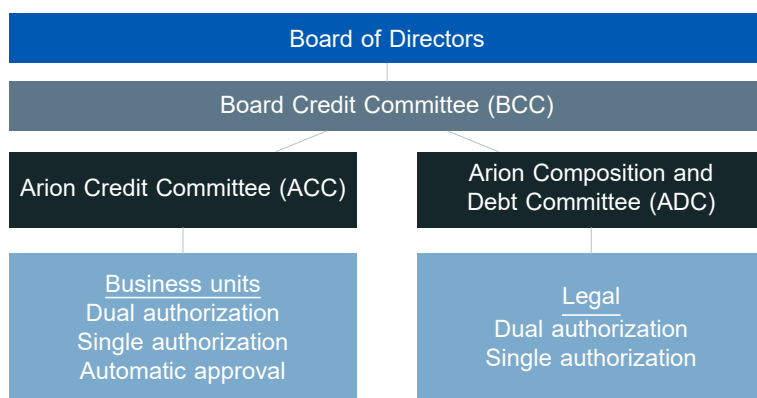 Board of Directors
Board Credit Committee (BCC)
Arion Credit Committee (ACC)
Arion Composition and
Debt Committee (ADC)
Business units
Dual authorization
Single authorization
Automatic approval
Legal
Dual authorization
Single authorization